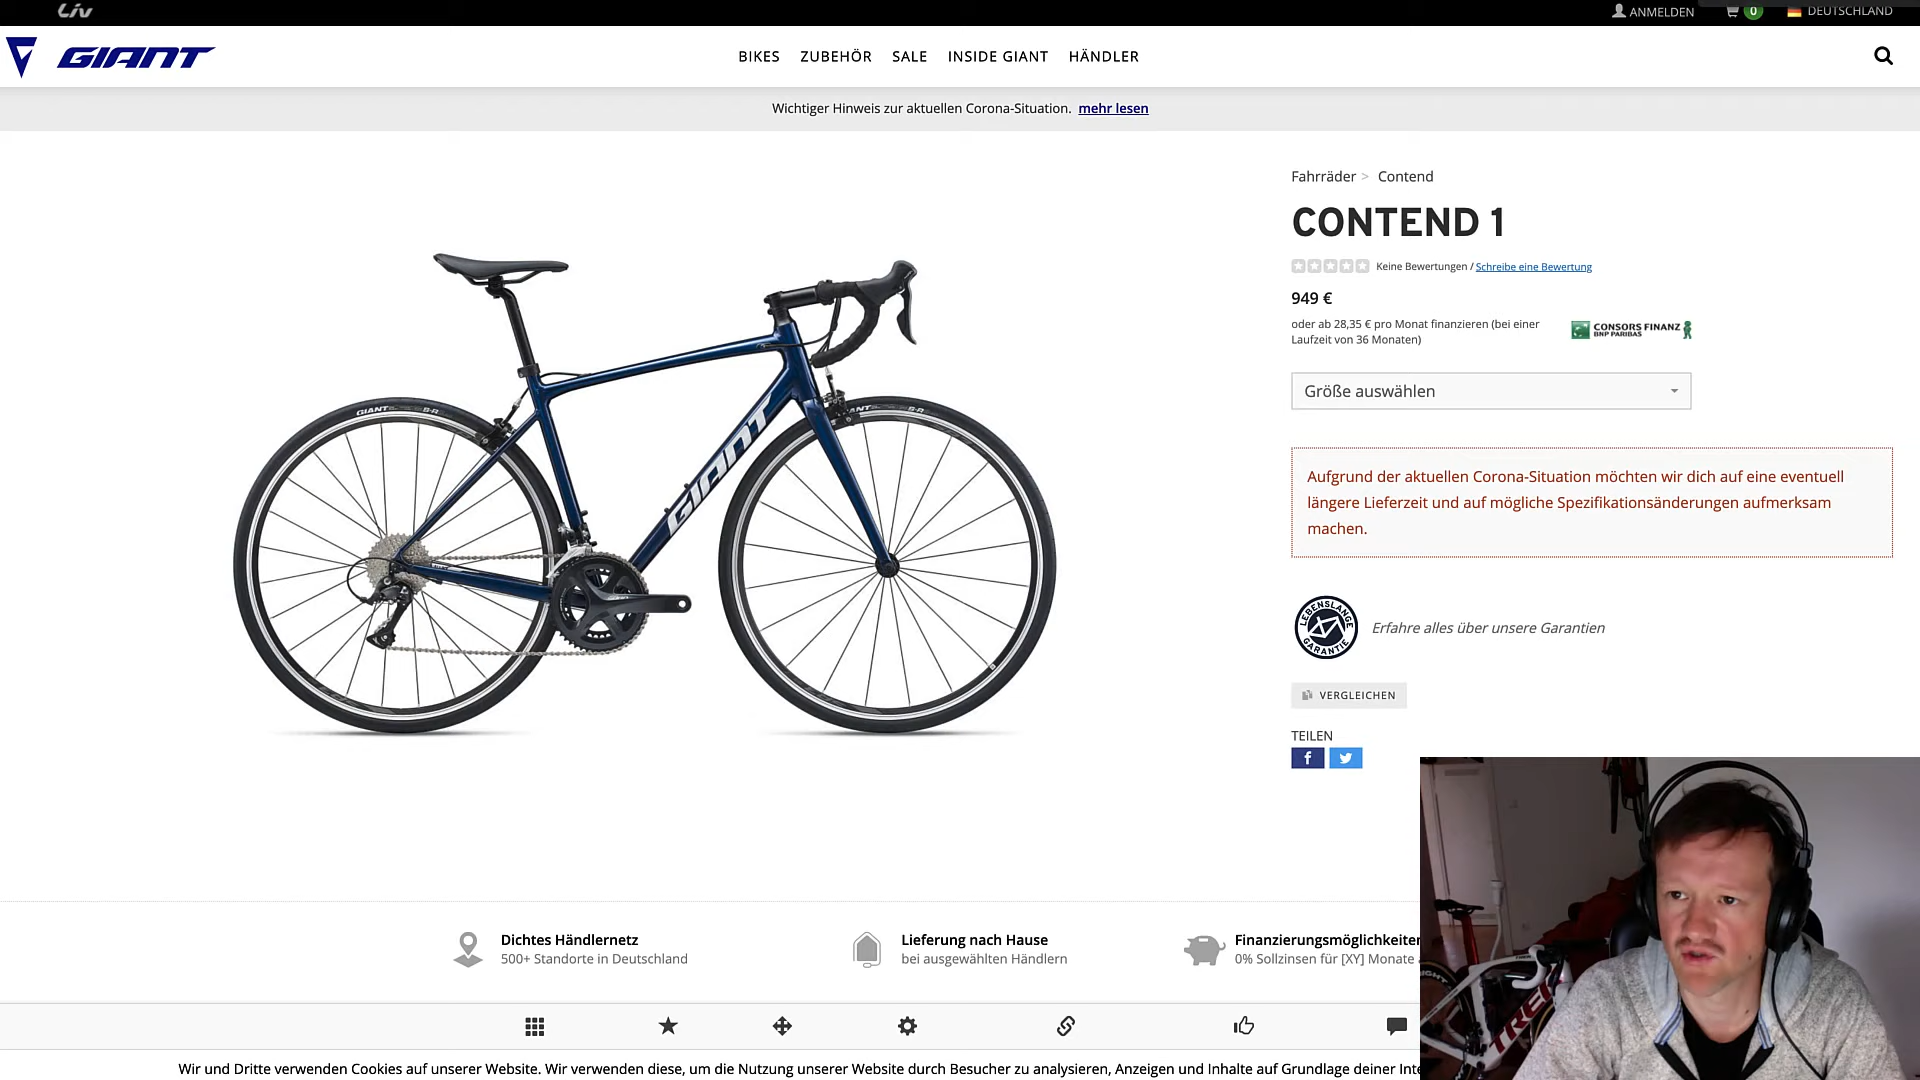 Liv
ANMELDEN
0
DEUTSCHLAND
GIANT
BIKES
ZUBEHÖR
SALE
INSIDE GIANT
HÄNDLER
Wichtiger Hinweis zur aktuellen Corona-Situation. mehr lesen
Fahrräder > Contend
CONTEND 1
Keine Bewertungen / Schreibe eine Bewertung
949 €
oder ab 28,35 € pro Monat finanzieren (bei einer
Laufzeit von 36 Monaten)
CONSORS FINANZ
BNP PARIBAS
Größe auswählen
GIANT S-R
GIANT
ANT S-R
Aufgrund der aktuellen Corona-Situation möchten wir dich auf eine eventuell
längere Lieferzeit und auf mögliche Spezifikationsänderungen aufmerksam
machen.
LEBENSLANGE
GARANTIE
Erfahre alles über unsere Garantien
VERGLEICHEN
TEILEN
f
Dichtes Händlernetz
500+ Standorte in Deutschland
Lieferung nach Hause
bei ausgewählten Händlern
Finanzierungsmöglichkeiten
0% Sollzinsen für [XY] Monate
TREK
Wir und Dritte verwenden Cookies auf unserer Website. Wir verwenden diese, um die Nutzung unserer Website durch Besucher zu analysieren, Anzeigen und Inhalte auf Grundlage deiner Inte